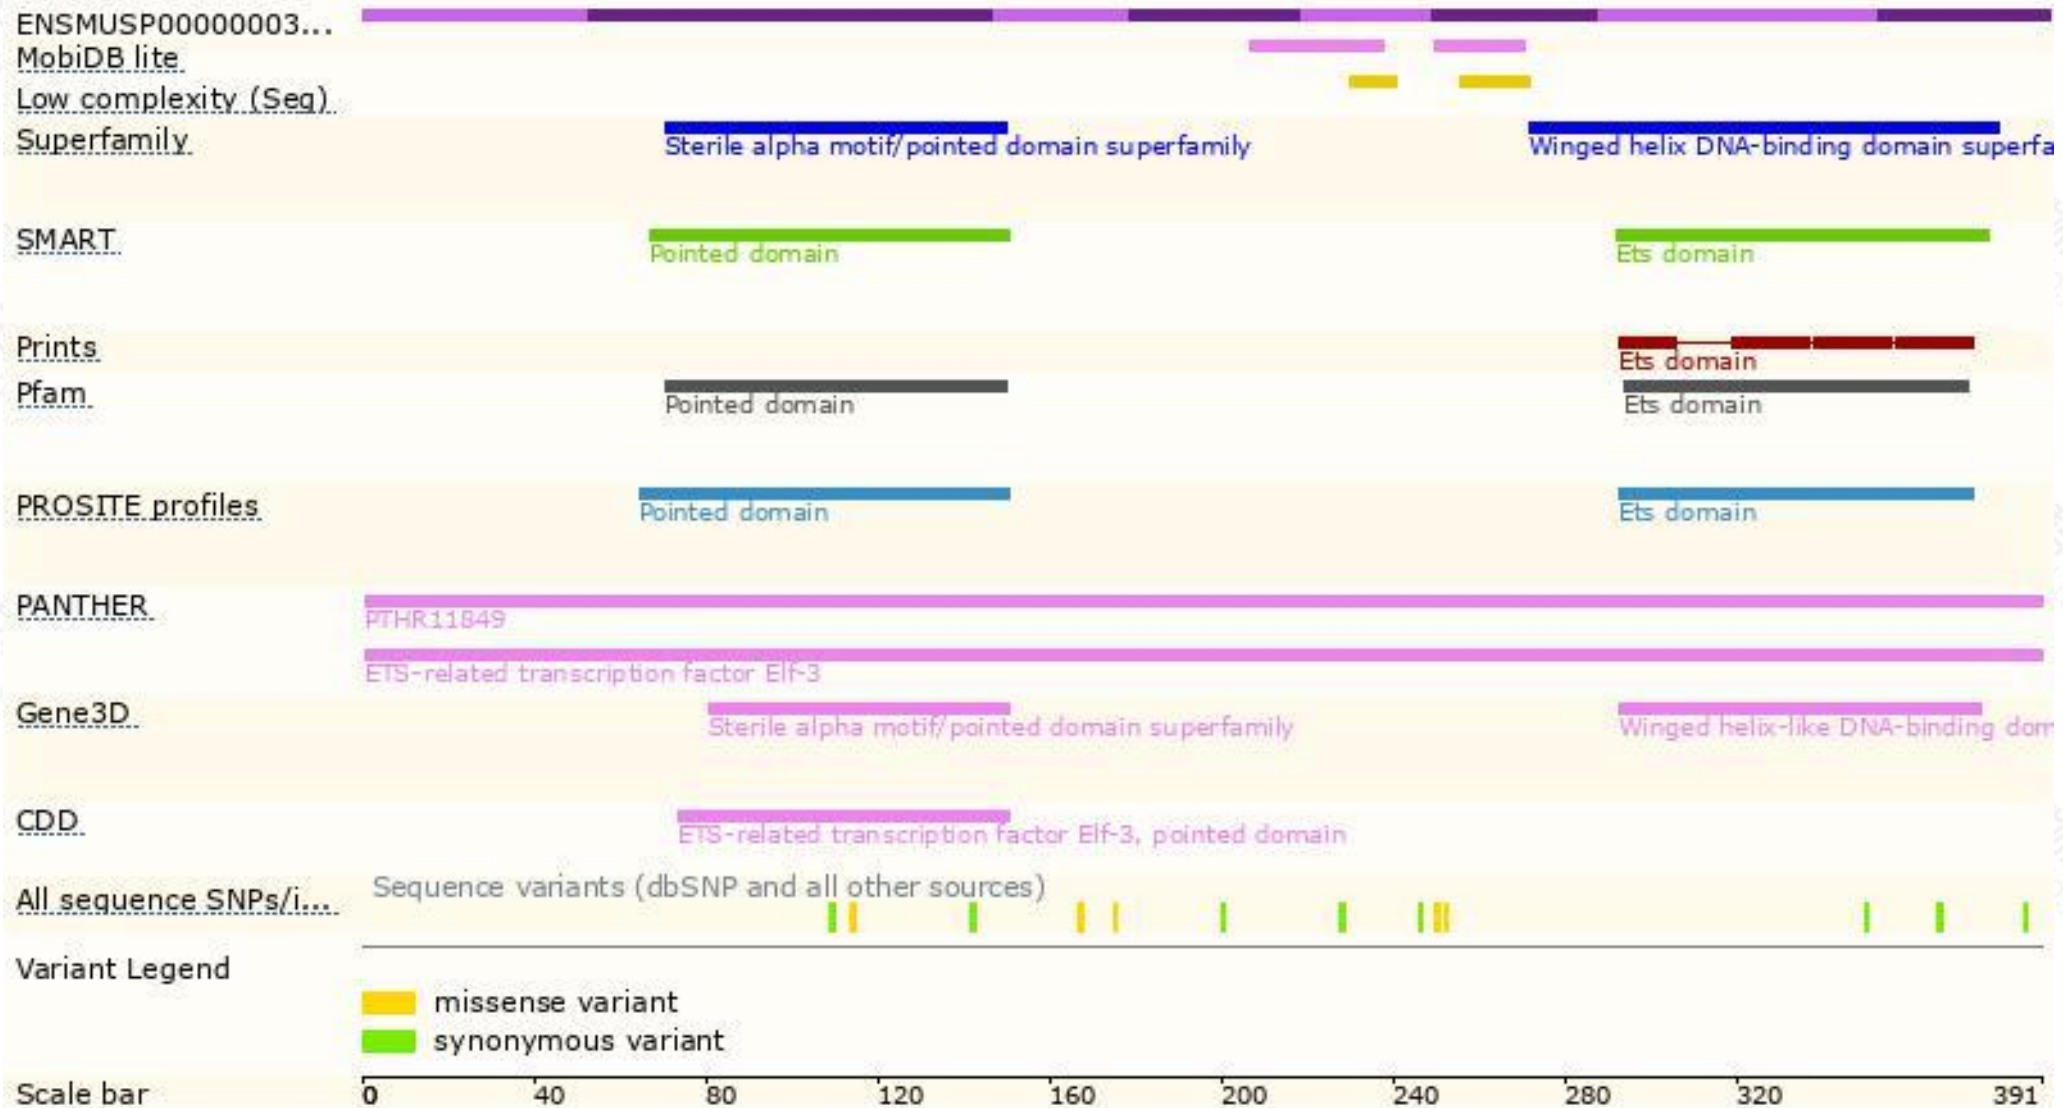 ENSMUSP00000003...
MobiDB lite
Low complexity (Seg)
Superfamily
Sterile alpha motif/pointed domain superfamily
Winged helix DNA-binding domain superfa
SMART
Pointed domain
Ets domain
Prints
Ets domain
Pfam
Pointed domain
Ets domain
PROSITE profiles
Pointed domain
Ets domain
PANTHER
PTHR11849
ETS-related transcription factor Elf-3
Gene3D
Sterile alpha motif/pointed domain superfamily
Winged helix-like DNA-binding dom
CDD
ETS-related transcription factor Elf-3, pointed domain
All sequence SNPs/i...
Sequence variants (dbSNP and all other sources)
Variant Legend
missense variant
synonymous variant
Scale bar
0 40 80 120 160 200 240 280 320 391